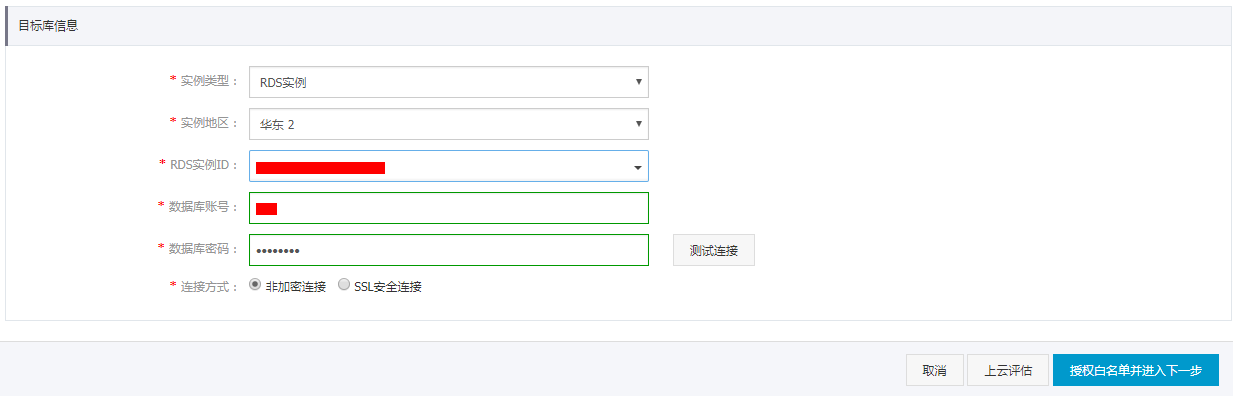 目标库信息
* 实例类型： RDS实例
* 实例地区： 华东 2
* RDS实例ID：
* 数据库账号：
* 数据库密码： •••••••• 测试连接
* 连接方式： 非加密连接 SSL安全连接
取消 上云评估 授权白名单并进入下一步